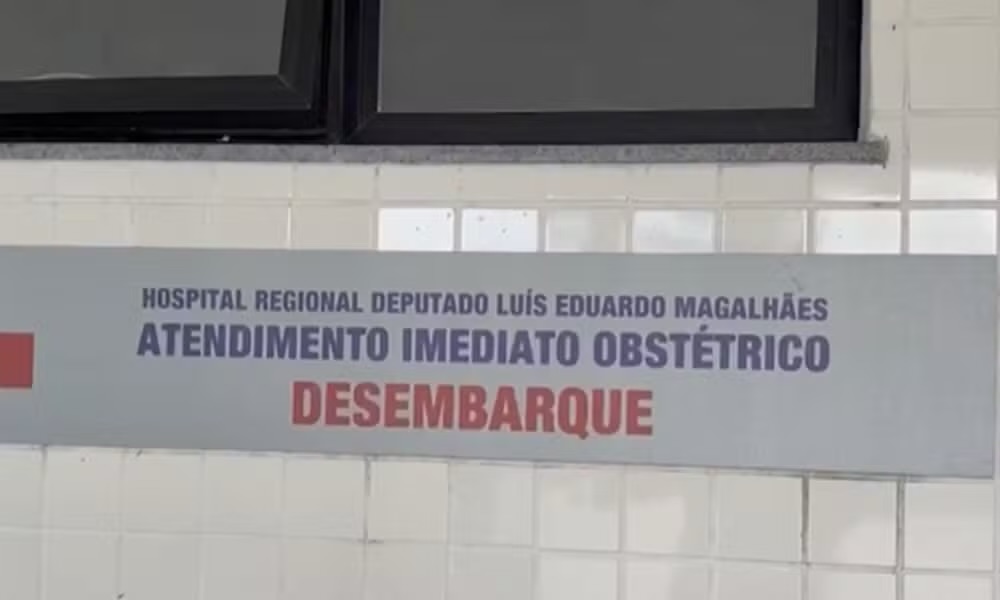 HOSPITAL REGIONAL DEPUTADO LUÍS EDUARDO MAGALHÃES
ATENDIMENTO IMEDIATO OBSTÉTRICO
DESEMBARQUE